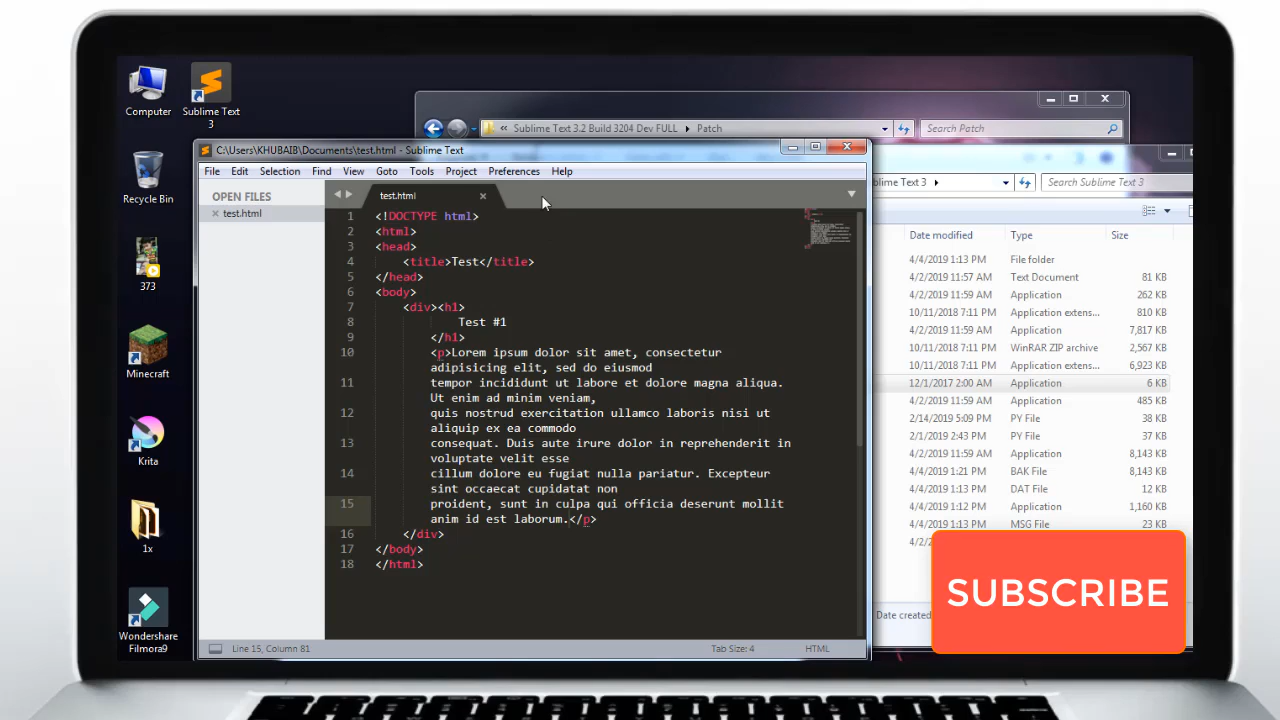 Computer
Sublime Text
3
Recycle Bin
373
Minecraft
Krita
1x
Wondershare
Filmora9
«  Sublime Text 3.2 Build 3204 Dev FULL  ▸  Patch
Search Patch
C:\Users\KHUBAIB\Documents\test.html - Sublime Text
File  Edit  Selection  Find  View  Goto  Tools  Project  Preferences  Help
OPEN FILES
test.html
test.html
1 <!DOCTYPE html>
2 <html>
3 <head>
4 <title>Test</title>
5 </head>
6 <body>
7 <div><h1>
8 Test #1
9 </h1>
10 <p>Lorem ipsum dolor sit amet, consectetur
adipisicing elit, sed do eiusmod
11 tempor incididunt ut labore et dolore magna aliqua.
Ut enim ad minim veniam,
12 quis nostrud exercitation ullamco laboris nisi ut
aliquip ex ea commodo
13 consequat. Duis aute irure dolor in reprehenderit in
voluptate velit esse
14 cillum dolore eu fugiat nulla pariatur. Excepteur
sint occaecat cupidatat non
15 proident, sunt in culpa qui officia deserunt mollit
anim id est laborum.</p>
16 </div>
17 </body>
18 </html>
Line 15, Column 81
Tab Size: 4
HTML
blime Text 3 ▸
Search Sublime Text 3
Date modified  Type  Size
4/4/2019 1:13 PM  File folder
4/2/2019 11:57 AM  Text Document  81 KB
4/2/2019 11:59 AM  Application  262 KB
10/11/2018 7:11 PM  Application extens...  810 KB
4/2/2019 11:59 AM  Application  7,817 KB
10/11/2018 7:11 PM  WinRAR ZIP archive  2,567 KB
10/11/2018 7:11 PM  Application extens...  6,923 KB
12/1/2017 2:00 AM  Application  6 KB
4/2/2019 11:59 AM  Application  485 KB
2/14/2019 5:09 PM  PY File  38 KB
2/1/2019 2:43 PM  PY File  37 KB
4/2/2019 11:59 AM  Application  8,143 KB
4/4/2019 1:21 PM  BAK File  8,143 KB
4/4/2019 1:13 PM  DAT File  26 KB
4/4/2019 1:12 PM  Application  1,160 KB
4/4/2019 1:13 PM  MSG File  23 KB
4/2/2
Date created
SUBSCRIBE